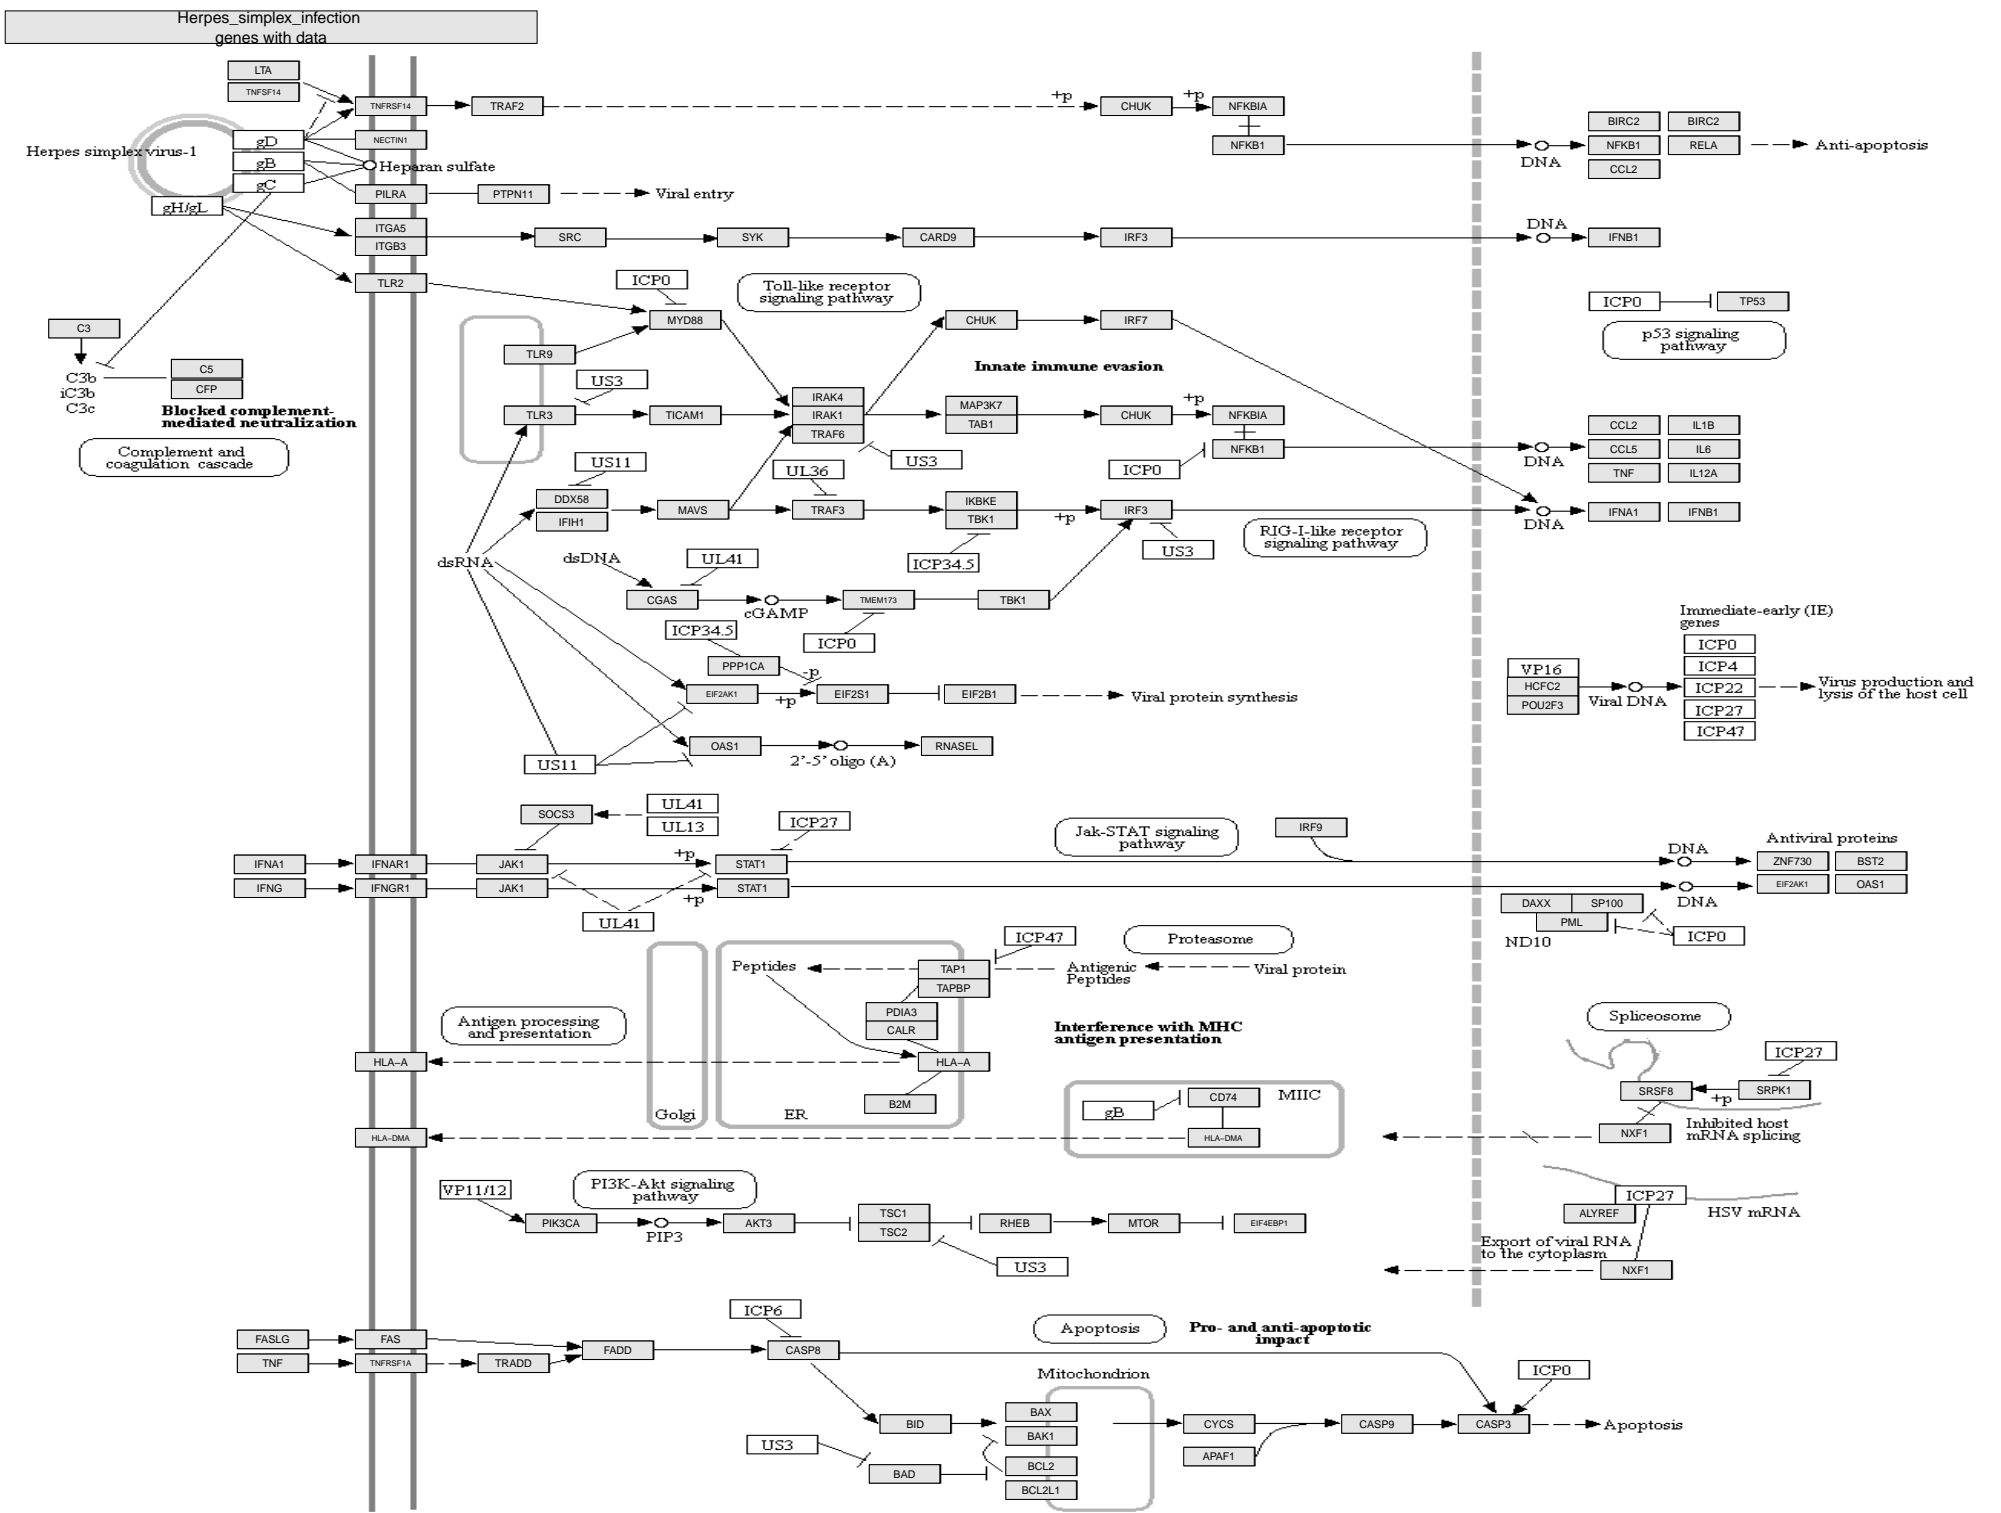 Herpes_simplex_infection
genes with data
LTA
TNFSF14
TNFRSF14
TRAF2
+p
CHUK
+p
NFKBIA
NFKB1
DNA
BIRC2
BIRC2
NFKB1
RELA
CCL2
Anti-apoptosis
Herpes simplex virus-1
gD
gB
gC
gH/gL
NECTIN1
Heparan sulfate
PILRA
PTPN11
Viral entry
ITGA5
ITGB3
SRC
SYK
CARD9
IRF3
DNA
IFNB1
TLR2
ICP0
Toll-like receptor
signaling pathway
ICP0
TP53
p53 signaling
pathway
C3
C3b
iC3b
C3c
C5
CFP
Blocked complement-
mediated neutralization
Complement and
coagulation cascade
MYD88
CHUK
IRF7
TLR9
Innate immune evasion
US3
TLR3
TICAM1
IRAK4
IRAK1
TRAF6
MAP3K7
TAB1
CHUK
+p
NFKBIA
NFKB1
US3
ICP0
DNA
CCL2
IL1B
CCL5
IL6
TNF
IL12A
US11
UL36
DDX58
IFIH1
MAVS
TRAF3
IKBKE
TBK1
+p
IRF3
DNA
IFNA1
IFNB1
RIG-I-like receptor
signaling pathway
US3
ICP34.5
dsRNA
dsDNA
UL41
CGAS
cGAMP
TMEM173
TBK1
ICP0
ICP34.5
PPP1CA
-p
EIF2AK1
+p
EIF2S1
EIF2B1
Viral protein synthesis
OAS1
2'-5' oligo (A)
RNASEL
US11
Immediate-early (IE)
genes
ICP0
ICP4
ICP22
ICP27
ICP47
VP16
HCFC2
POU2F3
Viral DNA
Virus production and
lysis of the host cell
SOCS3
UL41
UL13
ICP27
Jak-STAT signaling
pathway
IRF9
Antiviral proteins
IFNA1
IFNAR1
JAK1
+p
STAT1
DNA
ZNF730
BST2
IFNG
IFNGR1
JAK1
+p
STAT1
DNA
EIF2AK1
OAS1
UL41
DAXX
SP100
PML
ND10
ICP0
ICP47
Proteasome
Peptides
TAP1
TAPBP
Antigenic
Peptides
Viral protein
PDIA3
CALR
Antigen processing
and presentation
Interference with MHC
antigen presentation
HLA-A
HLA-A
B2M
Golgi
ER
gB
CD74
MIIC
HLA-DMA
HLA-DMA
Spliceosome
ICP27
SRSF8
+p
SRPK1
NXF1
Inhibited host
mRNA splicing
ICP27
ALYREF
HSV mRNA
Export of viral RNA
to the cytoplasm
NXF1
VP11/12
PI3K-Akt signaling
pathway
PIK3CA
PIP3
AKT3
TSC1
TSC2
RHEB
MTOR
EIF4EBP1
US3
ICP6
Apoptosis
Pro- and anti-apoptotic
impact
FASLG
FAS
FADD
CASP8
TNF
TNFRSF1A
TRADD
Mitochondrion
ICP0
BID
BAX
BAK1
BCL2
BCL2L1
CYCS
APAF1
CASP9
CASP3
Apoptosis
US3
BAD